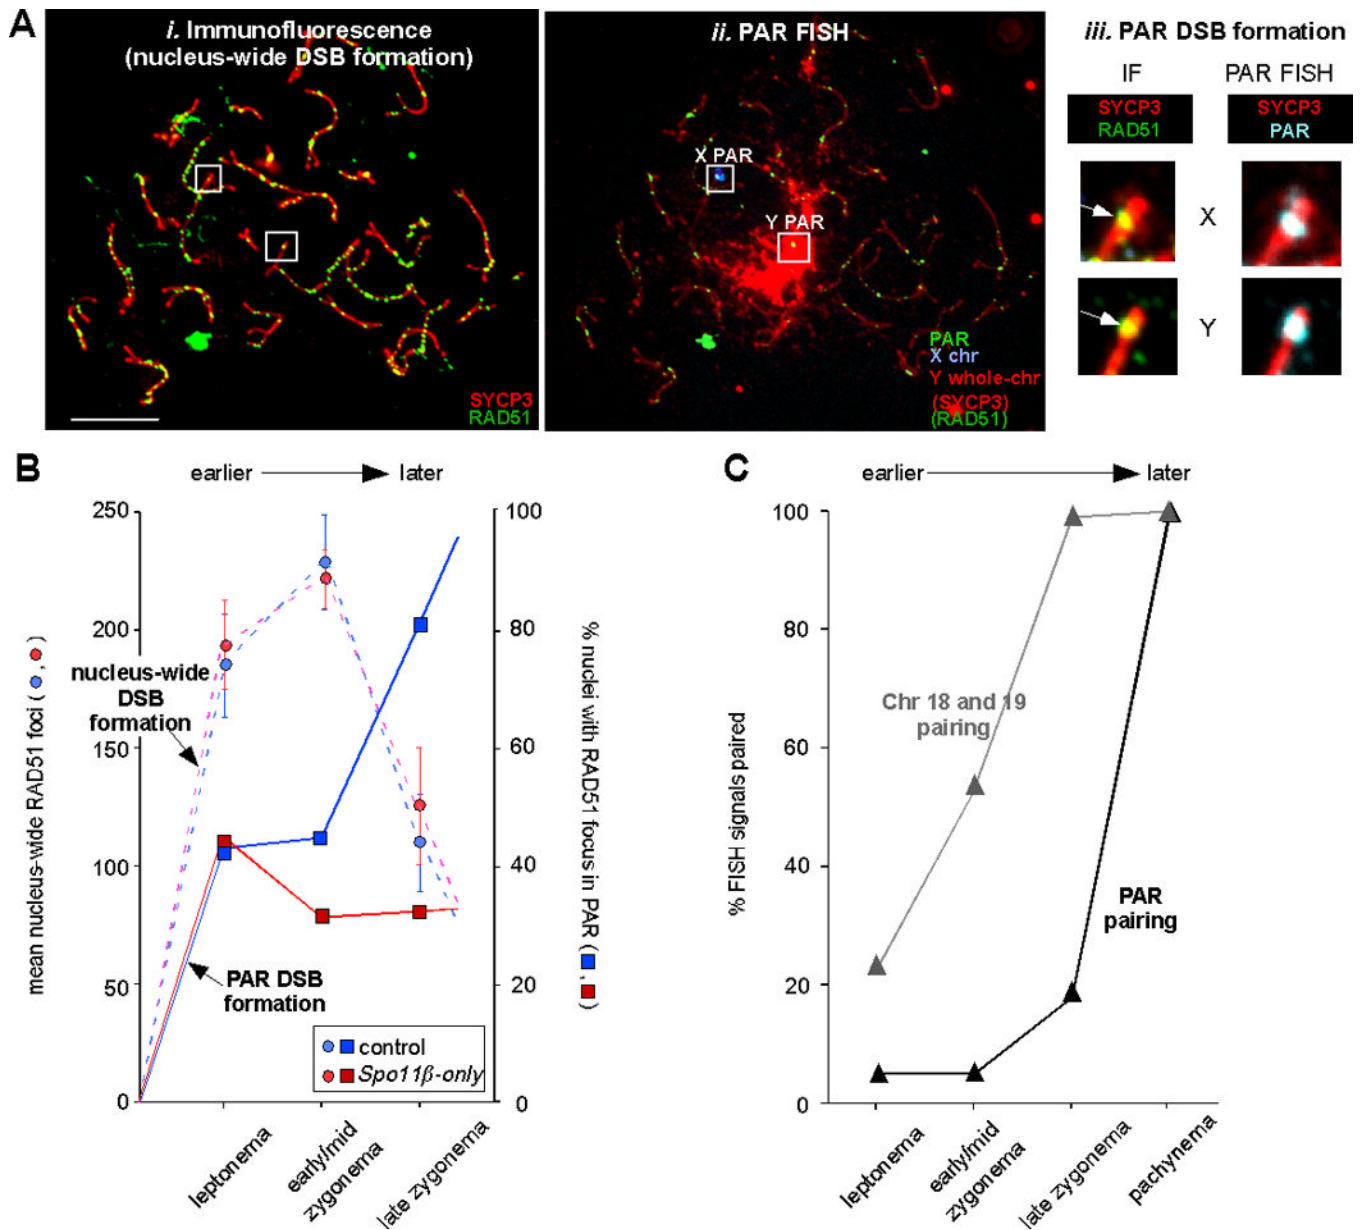 A
i. Immunofluorescence
(nucleus-wide DSB formation)
SYCP3
RAD51
ii. PAR FISH
X PAR
Y PAR
PAR
X chr
Y whole-chr
(SYCP3)
(RAD51)
iii. PAR DSB formation
IF
PAR FISH
SYCP3
RAD51
SYCP3
PAR
X
Y
B
earlier
later
mean nucleus-wide RAD51 foci ( , )
250
200
150
100
50
0
100
80
60
40
20
0
% nuclei with RAD51 focus in PAR ( , )
nucleus-wide
DSB
formation
PAR DSB
formation
control
Spo11β-only
leptonema
early/mid
zygonema
late zygonema
C
earlier
later
% FISH signals paired
100
80
60
40
20
0
Chr 18 and 19
pairing
PAR
pairing
leptonema
early/mid
zygonema
late zygonema
pachynema